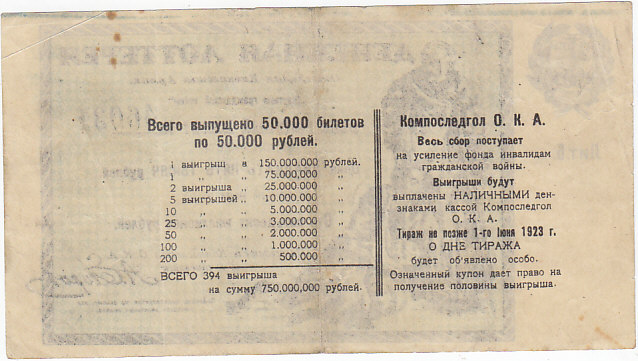 Всего выпущено 50.000 билетов
по 50.000 рублей.
1 выигрыш в 150.000.000 рублей.
1 „ „ 75,000.000 „
2 выигрыша „ 25.000.000 „
5 выигрышей „ 10.000.000 „
10 „ „ 5.000.000 „
25 „ „ 3,000.000 „
50 „ „ 2.000.000 „
100 „ „ 1.000,000 „
200 „ „ 500.000 „
ВСЕГО 394 выигрыша
на сумму 750.000,000 рублей.
Компоследгол О. К. А.
Весь сбор поступает
на усиление фонда инвалидам
гражданской войны.
Выигрыши будут
выплачены НАЛИЧНЫМИ ден-
знаками кассой Компоследгол
О. К. А.
Тираж не позже 1-го Июня 1923 г.
О ДНЕ ТИРАЖА
будет об'явлено особо.
Означенный купон дает право на
получение половины выигрыша.